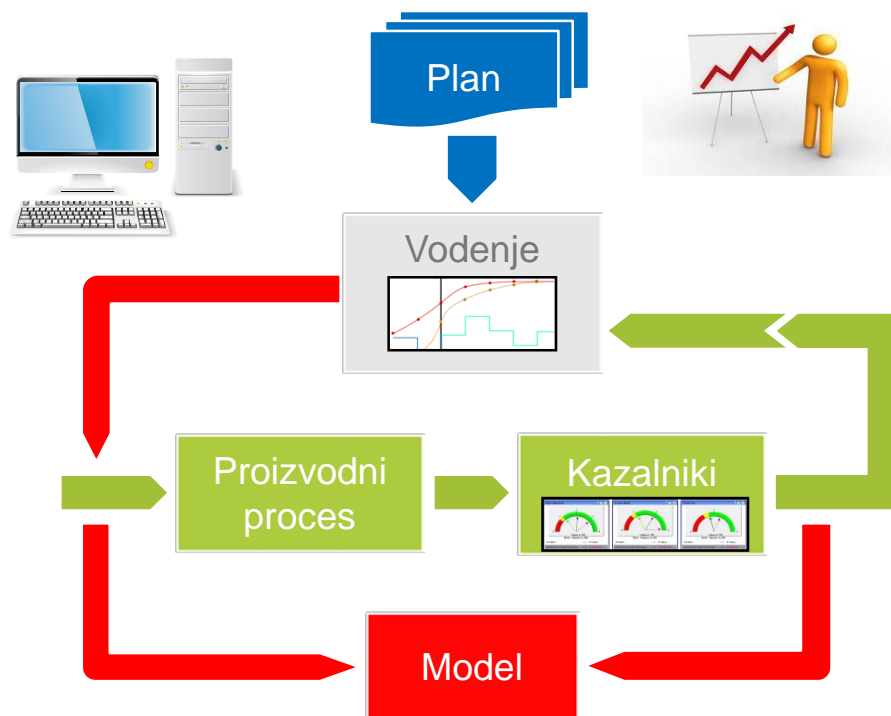 Plan
Vodenje
Proizvodni
proces
Kazalniki
Model